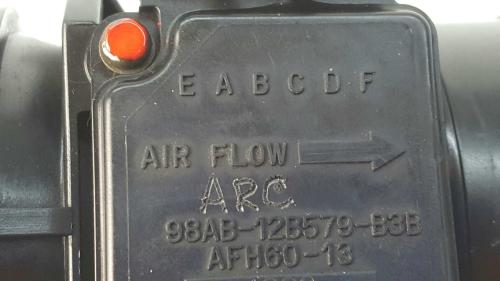 E A B C D F
AIR FLOW
ARC
98AB-12B579-B3B
AFH60-13